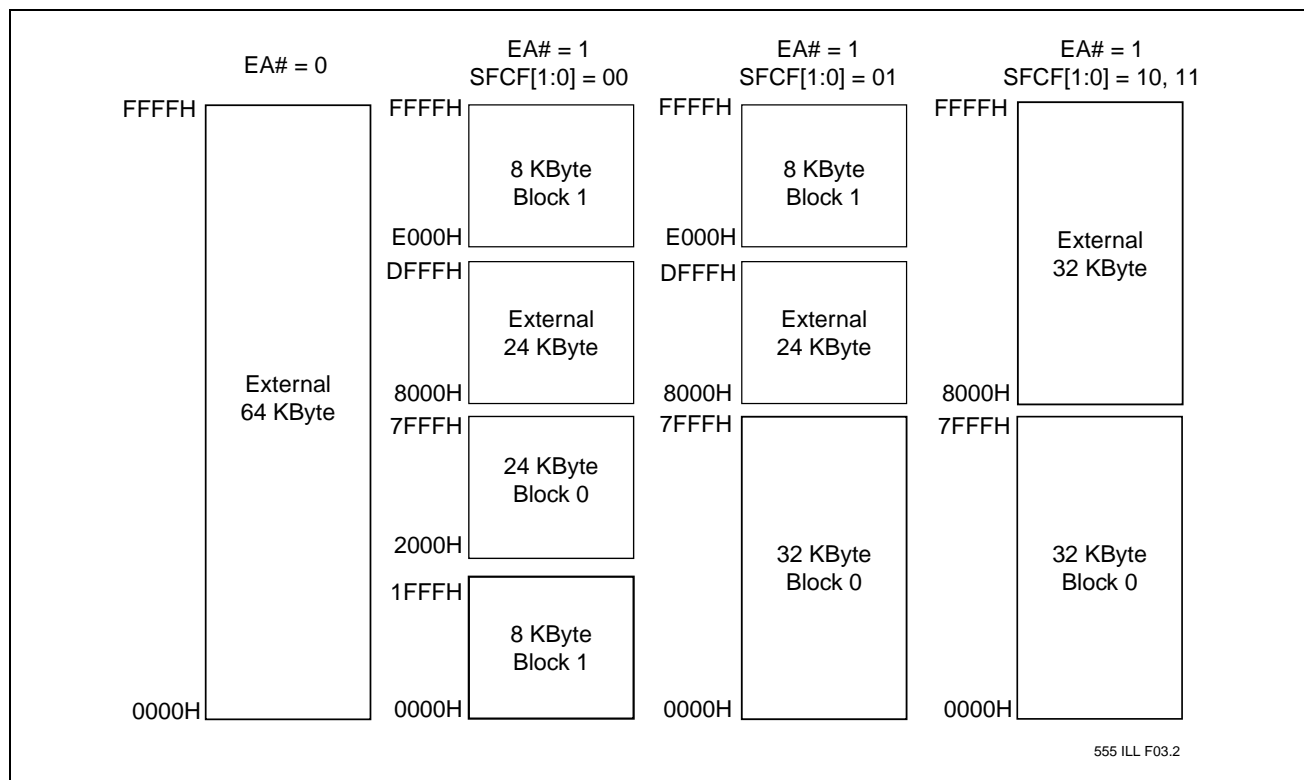 EA# = 0
FFFFH
External
64 KByte
0000H
EA# = 1
SFCF[1:0] = 00
FFFFH
8 KByte
Block 1
E000H
DFFFH
External
24 KByte
8000H
7FFFH
24 KByte
Block 0
2000H
1FFFH
8 KByte
Block 1
0000H
EA# = 1
SFCF[1:0] = 01
FFFFH
8 KByte
Block 1
E000H
DFFFH
External
24 KByte
8000H
7FFFH
32 KByte
Block 0
0000H
EA# = 1
SFCF[1:0] = 10, 11
FFFFH
External
32 KByte
8000H
7FFFH
32 KByte
Block 0
0000H
555 ILL F03.2